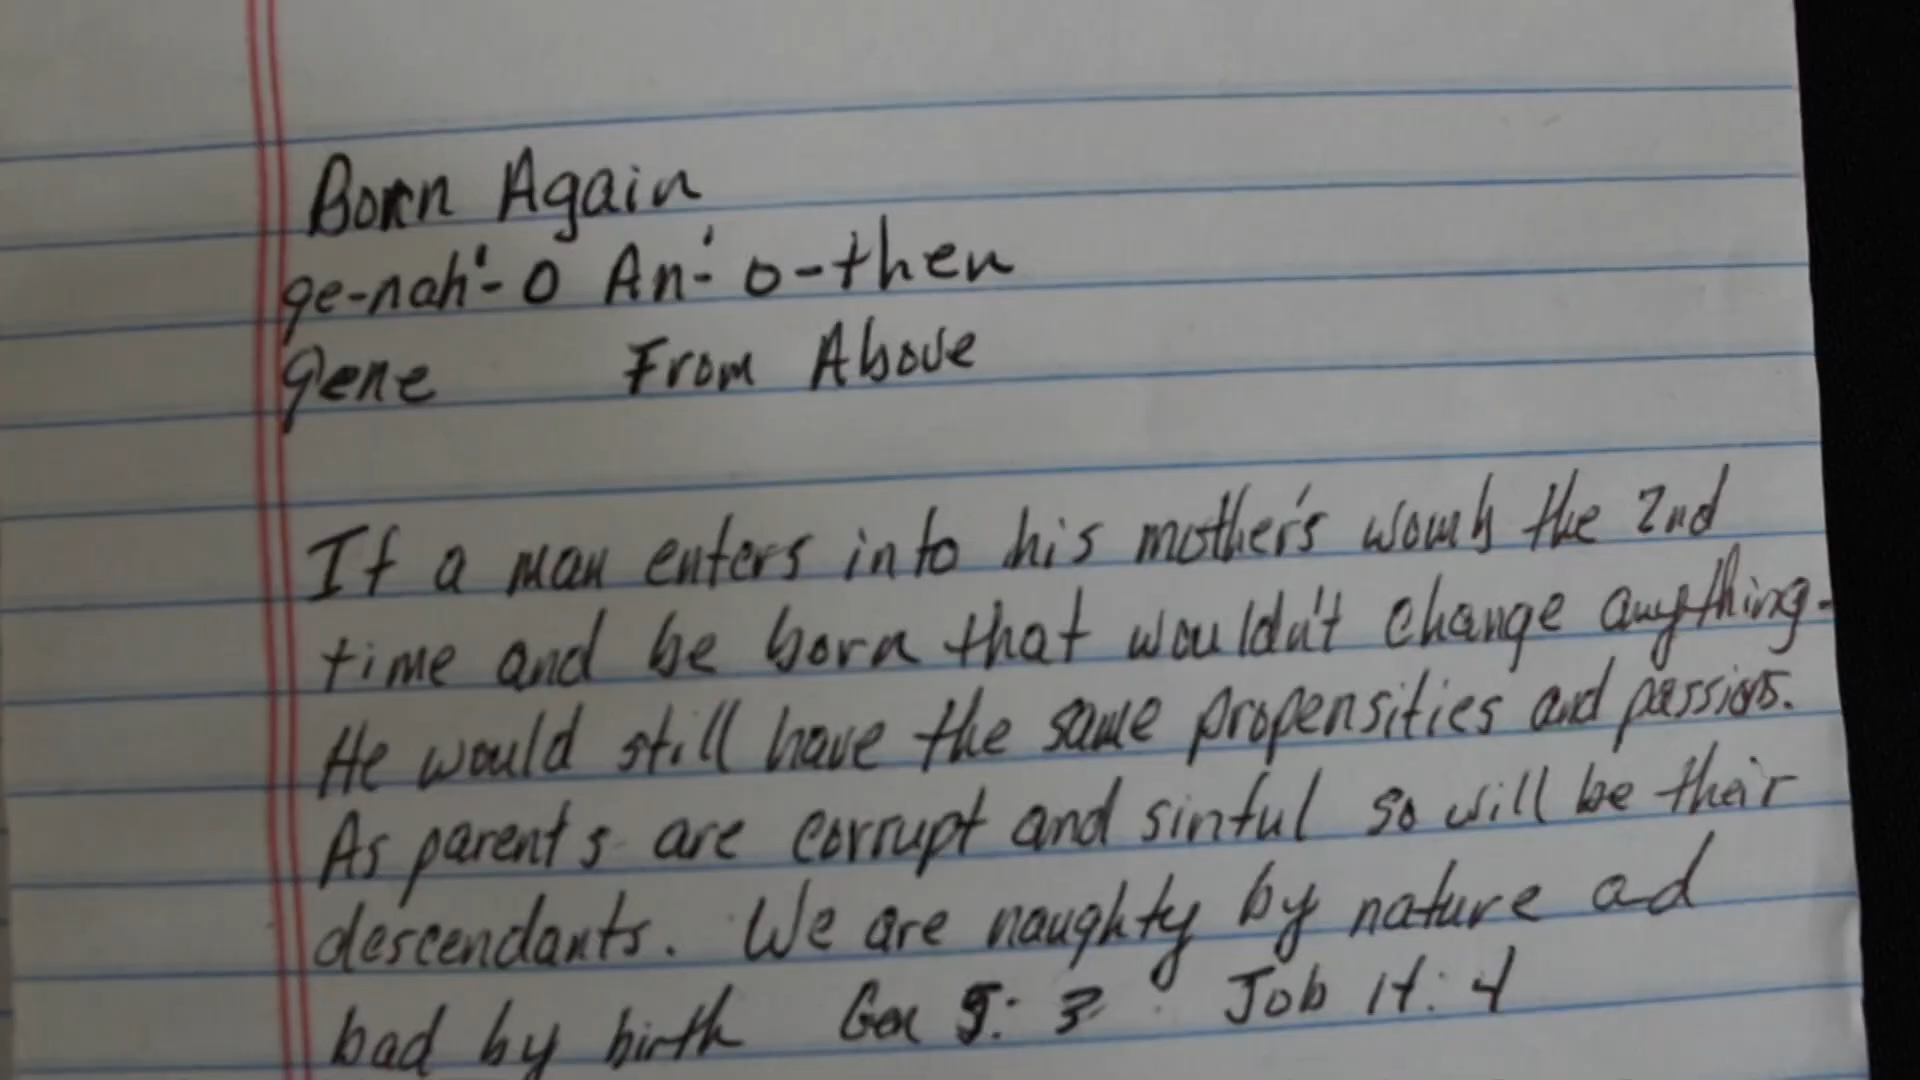 Born Again
ge-nah'-o An-'o-then
gene From Above
If a man enters into his mother's womb the 2nd
time and be born that wouldn't change anything.
He would still have the same propensities and passions.
As parents are corrupt and sinful so will be their
descendants. We are naughty by nature ad
bad by birth Gen 5:3 Job 14:4